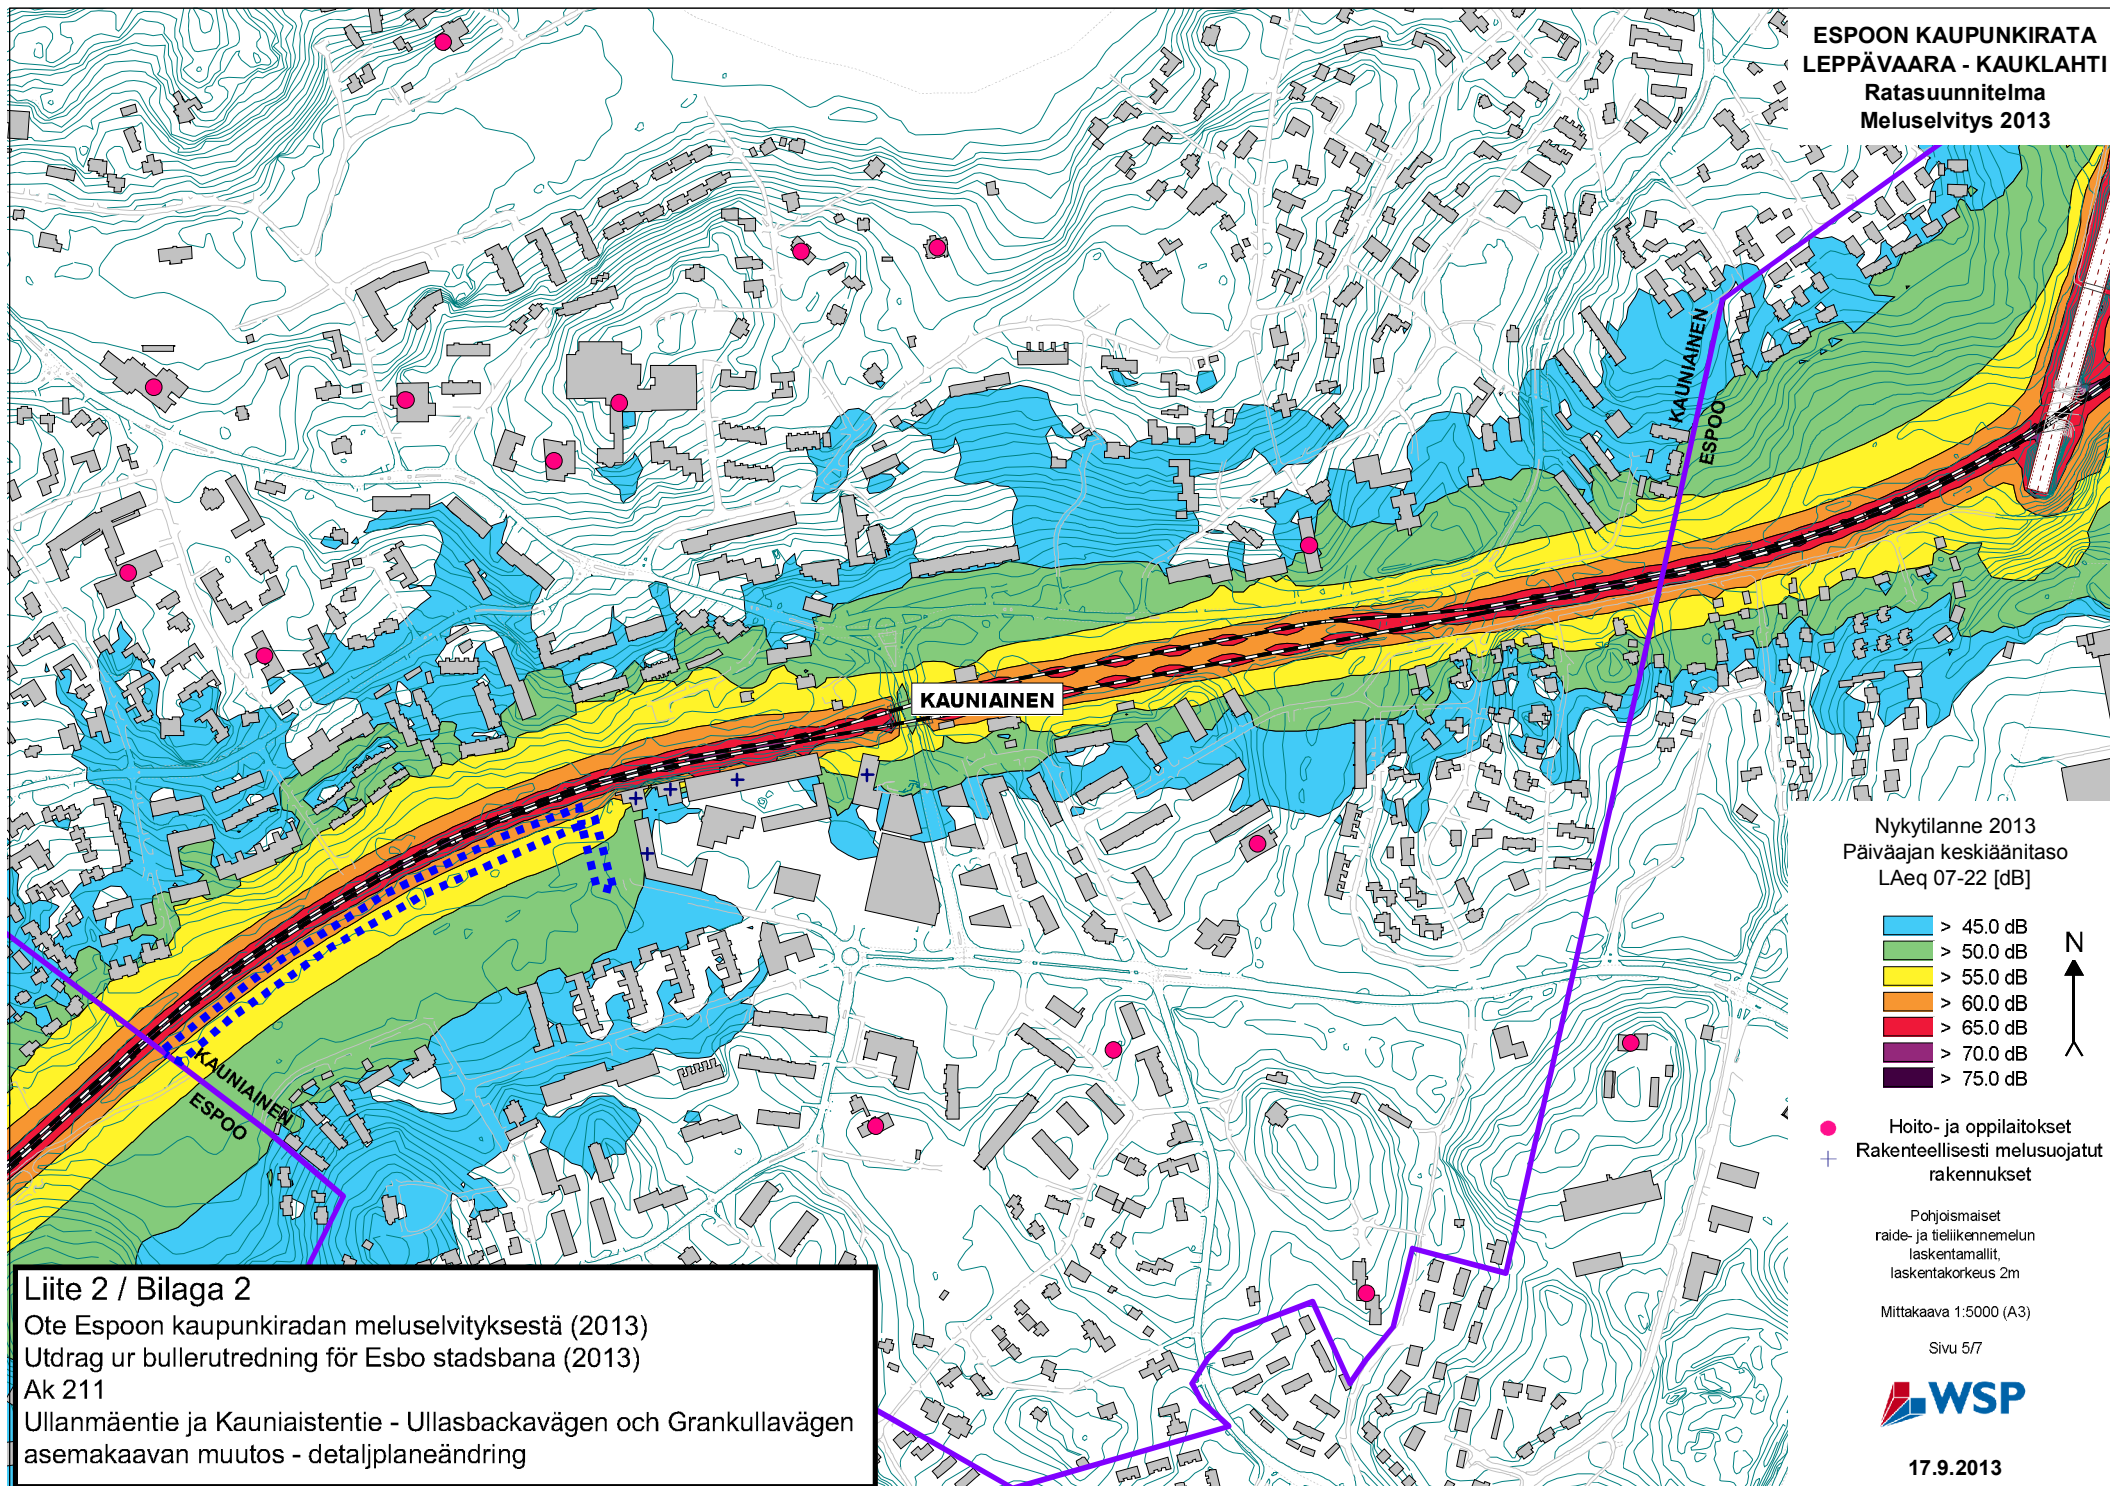 ESPOON KAUPUNKIRATA
LEPPÄVAARA - KAUKLAHTI
Ratasuunnitelma
Meluselvitys 2013
KAUNIAINEN
ESPOO
KAUNIAINEN
KAUNIAINEN
ESPOO
Nykytilanne 2013
Päiväajan keskiäänitaso
LAeq 07-22 [dB]
> 45.0 dB
> 50.0 dB
> 55.0 dB
> 60.0 dB
> 65.0 dB
> 70.0 dB
> 75.0 dB
N
Hoito- ja oppilaitokset
Rakenteellisesti melusuojatut
rakennukset
Pohjoismaiset
raide- ja tieliikennemelun
laskentamallit,
laskentakorkeus 2m
Mittakaava 1:5000 (A3)
Sivu 5/7
WSP
17.9.2013
Liite 2 / Bilaga 2
Ote Espoon kaupunkiradan meluselvityksestä (2013)
Utdrag ur bullerutredning för Esbo stadsbana (2013)
Ak 211
Ullanmäentie ja Kauniaistentie - Ullasbackavägen och Grankullavägen
asemakaavan muutos - detaljplaneändring